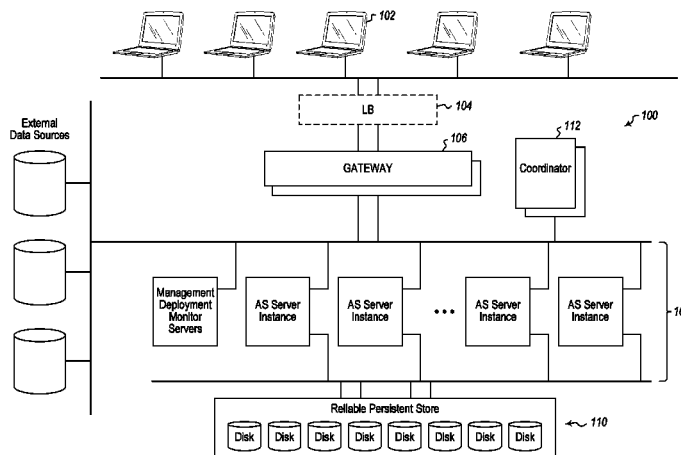 102
LB
104
106
GATEWAY
112
Coordinator
100
External
Data Sources
Management
Deployment
Monitor
Servers
AS Server
Instance
AS Server
Instance
•••
AS Server
Instance
AS Server
Instance
Reliable Persistent Store
110
Disk Disk Disk Disk Disk Disk Disk Disk